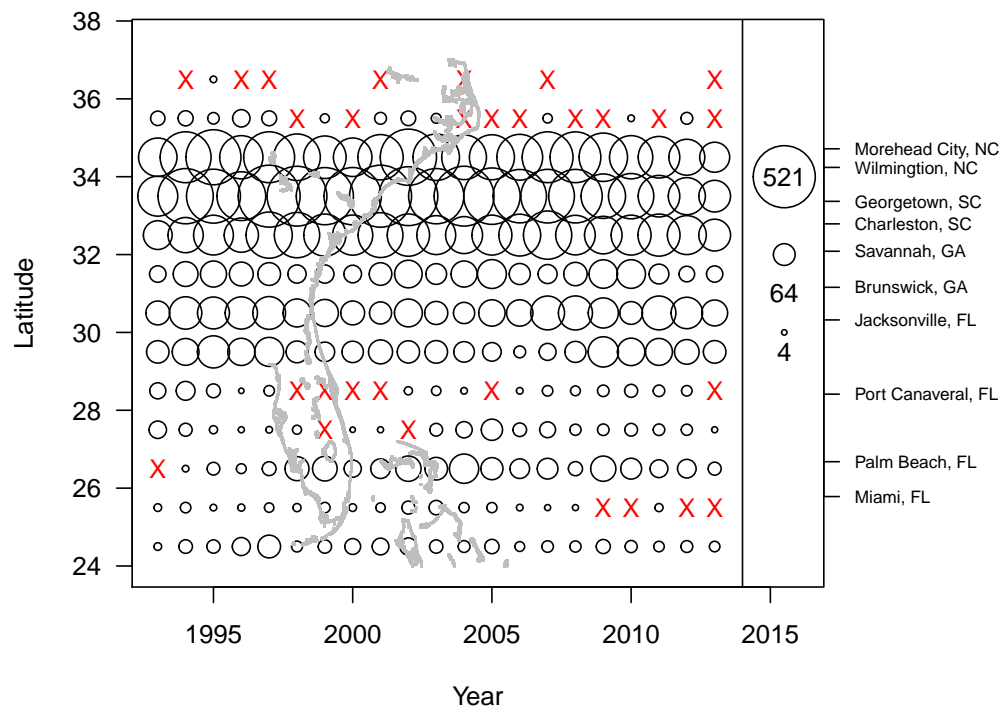 38
X X X X X X X
36
X X X X X X X X X
34
32
30
28
X X X X X X
X X
26
X
X X X X
24
Latitude
1995 2000 2005 2010 2015
Year
521
64
4
Morehead City, NC
Wilmington, NC
Georgetown, SC
Charleston, SC
Savannah, GA
Brunswick, GA
Jacksonville, FL
Port Canaveral, FL
Palm Beach, FL
Miami, FL